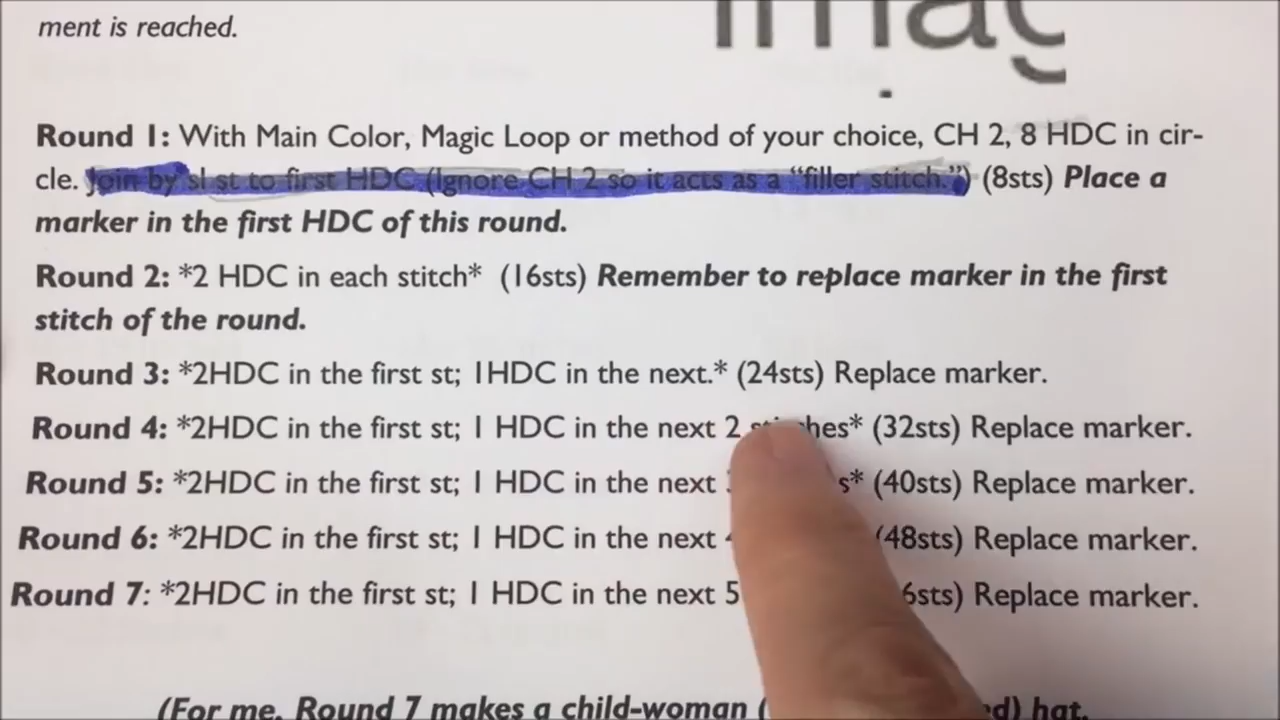 ment is reached.
imag
Round 1: With Main Color, Magic Loop or method of your choice, CH 2, 8 HDC in cir-
cle. Join by sl st to first HDC (Ignore CH 2 so it acts as a “filler stitch.”) (8sts) Place a
marker in the first HDC of this round.
Round 2: *2 HDC in each stitch* (16sts) Remember to replace marker in the first
stitch of the round.
Round 3: *2HDC in the first st; 1HDC in the next.* (24sts) Replace marker.
Round 4: *2HDC in the first st; 1 HDC in the next 2 stitches* (32sts) Replace marker.
Round 5: *2HDC in the first st; 1 HDC in the next s* (40sts) Replace marker.
Round 6: *2HDC in the first st; 1 HDC in the next (48sts) Replace marker.
Round 7: *2HDC in the first st; 1 HDC in the next 5 6sts) Replace marker.
(For me, Round 7 makes a child-woman ( ed) hat.